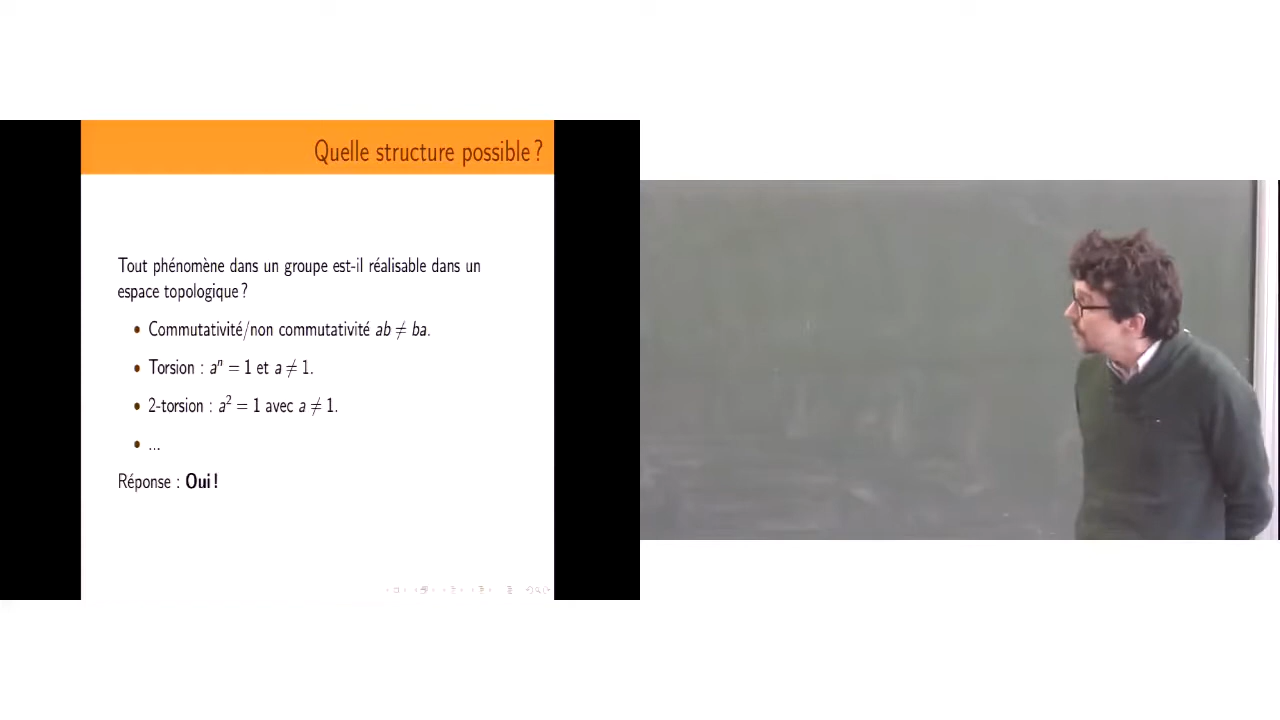 Quelle structure possible ?
Tout phénomène dans un groupe est-il réalisable dans un
espace topologique ?
• Commutativité/non commutativité ab ≠ ba.
• Torsion : aⁿ = 1 et a ≠ 1.
• 2-torsion : a² = 1 avec a ≠ 1.
• ...
Réponse : Oui !